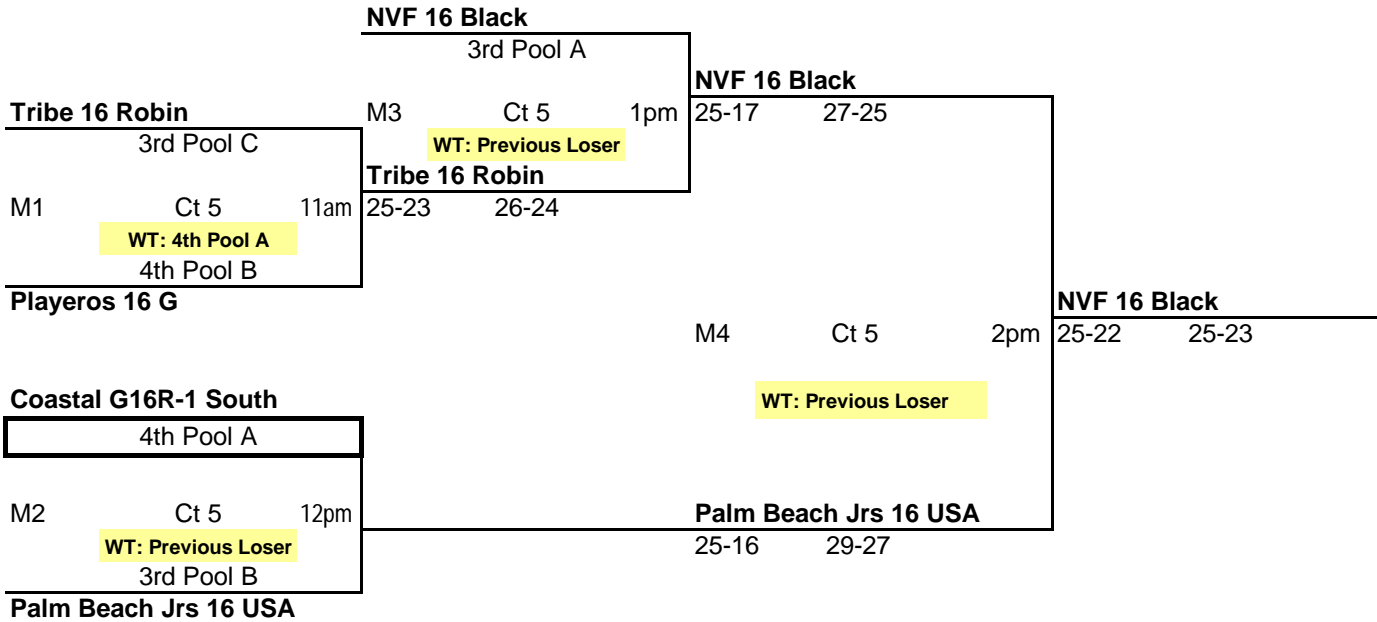 NVF 16 Black
3rd Pool A
NVF 16 Black
Tribe 16 Robin M3 Ct 5 1pm 25-17 27-25
3rd Pool C WT: Previous Loser
Tribe 16 Robin
M1 Ct 5 11am 25-23 26-24
WT: 4th Pool A
4th Pool B
Playeros 16 G NVF 16 Black
M4 Ct 5 2pm 25-22 25-23
Coastal G16R-1 South WT: Previous Loser
4th Pool A
M2 Ct 5 12pm Palm Beach Jrs 16 USA
WT: Previous Loser 25-16 29-27
3rd Pool B
Palm Beach Jrs 16 USA